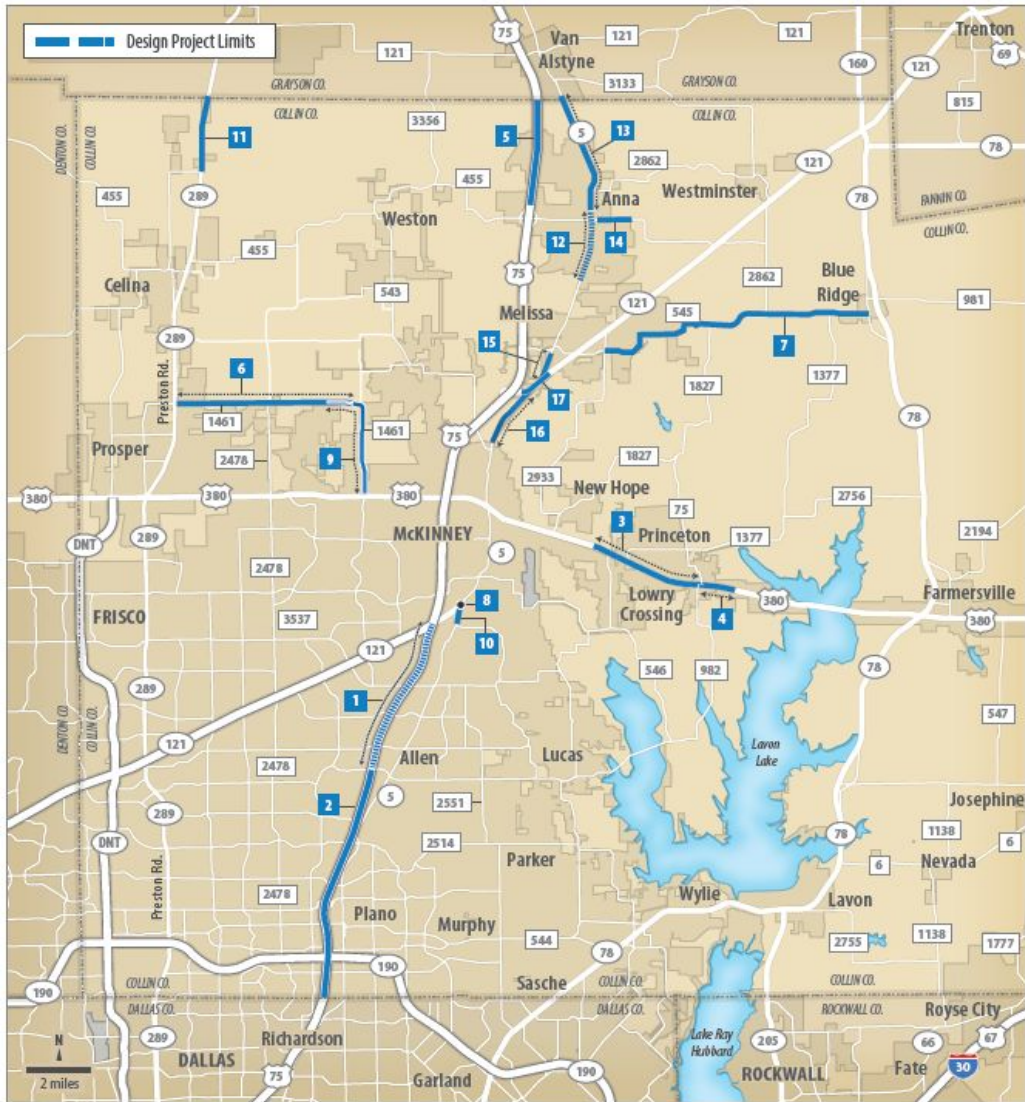 Design Project Limits
75
Van
Alstyne
121
121
121
160
Trenton
69
121
121
GRAYSON CO.
COLLIN CO.
3133
GRAYSON CO.
COLLIN CO.
815
DENTON CO.
COLLIN CO.
11
3356
5
5
13
2862
78
289
455
455
455
Anna
Westminster
121
78
FANNIN CO.
COLLIN CO.
Weston
12
14
455
75
2862
Blue
Ridge
Celina
543
121
545
981
Melissa
7
289
15
6
17
1827
1377
Preston Rd.
1461
1461
75
16
78
Prosper
2478
9
2933
1827
380
380
380
New Hope
2756
McKINNEY
3
75
Princeton
1377
2194
DNT
289
5
2478
Lowry
Crossing
4
380
Farmersville
380
FRISCO
3537
8
10
121
546
982
78
289
1
547
DENTON CO.
COLLIN CO.
121
2478
Allen
Lucas
Lavon
Lake
2
5
2551
Josephine
289
DNT
2514
78
1138
6
Parker
6
Nevada
Preston Rd.
2478
Wylie
Lavon
Plano
Murphy
544
78
2755
1138
1777
190
Sasche
190
COLLIN CO.
DALLAS CO.
COLLIN CO.
DALLAS CO.
COLLIN CO.
ROCKWALL CO.
Royse City
Richardson
N
2 miles
289
DALLAS
75
Garland
190
Lake Ray
Hubbard
205
ROCKWALL
66
67
Fate
30